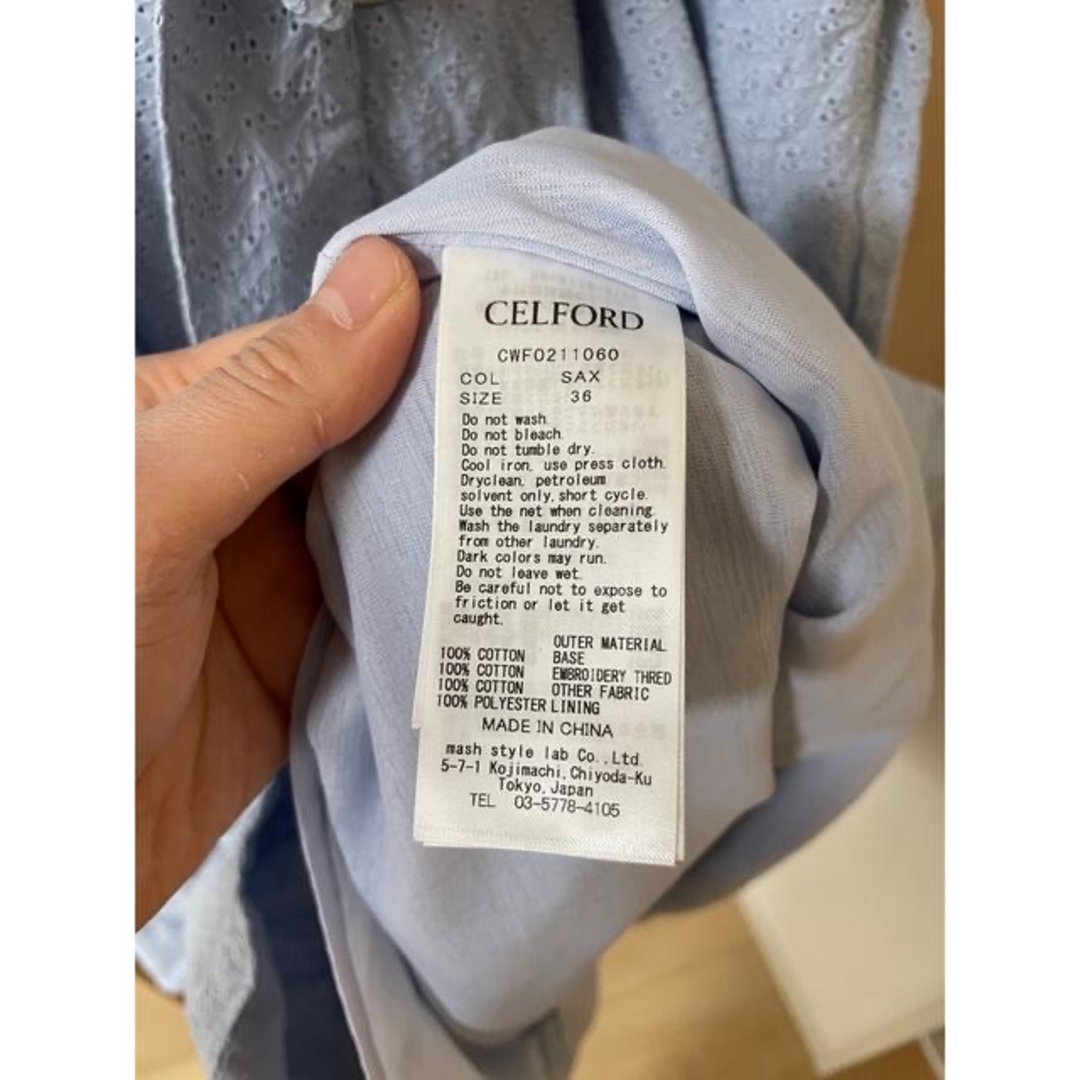 CELFORD
CWFO211060
COL SAX
SIZE 36
Do not wash.
Do not bleach.
Do not tumble dry.
Cool iron, use press cloth.
Dryclean, petroleum
solvent only, short cycle.
Use the net when cleaning.
Wash the laundry separately
from other laundry.
Dark colors may run.
Do not leave wet.
Be careful not to expose to
friction or let it get
caught.
OUTER MATERIAL
100% COTTON BASE
100% COTTON EMBROIDERY THRED
100% COTTON OTHER FABRIC
100% POLYESTER LINING
MADE IN CHINA
mash style lab Co., Ltd.
5-7-1 Kojimachi, Chiyoda-Ku
Tokyo, Japan
TEL 03-5778-4105